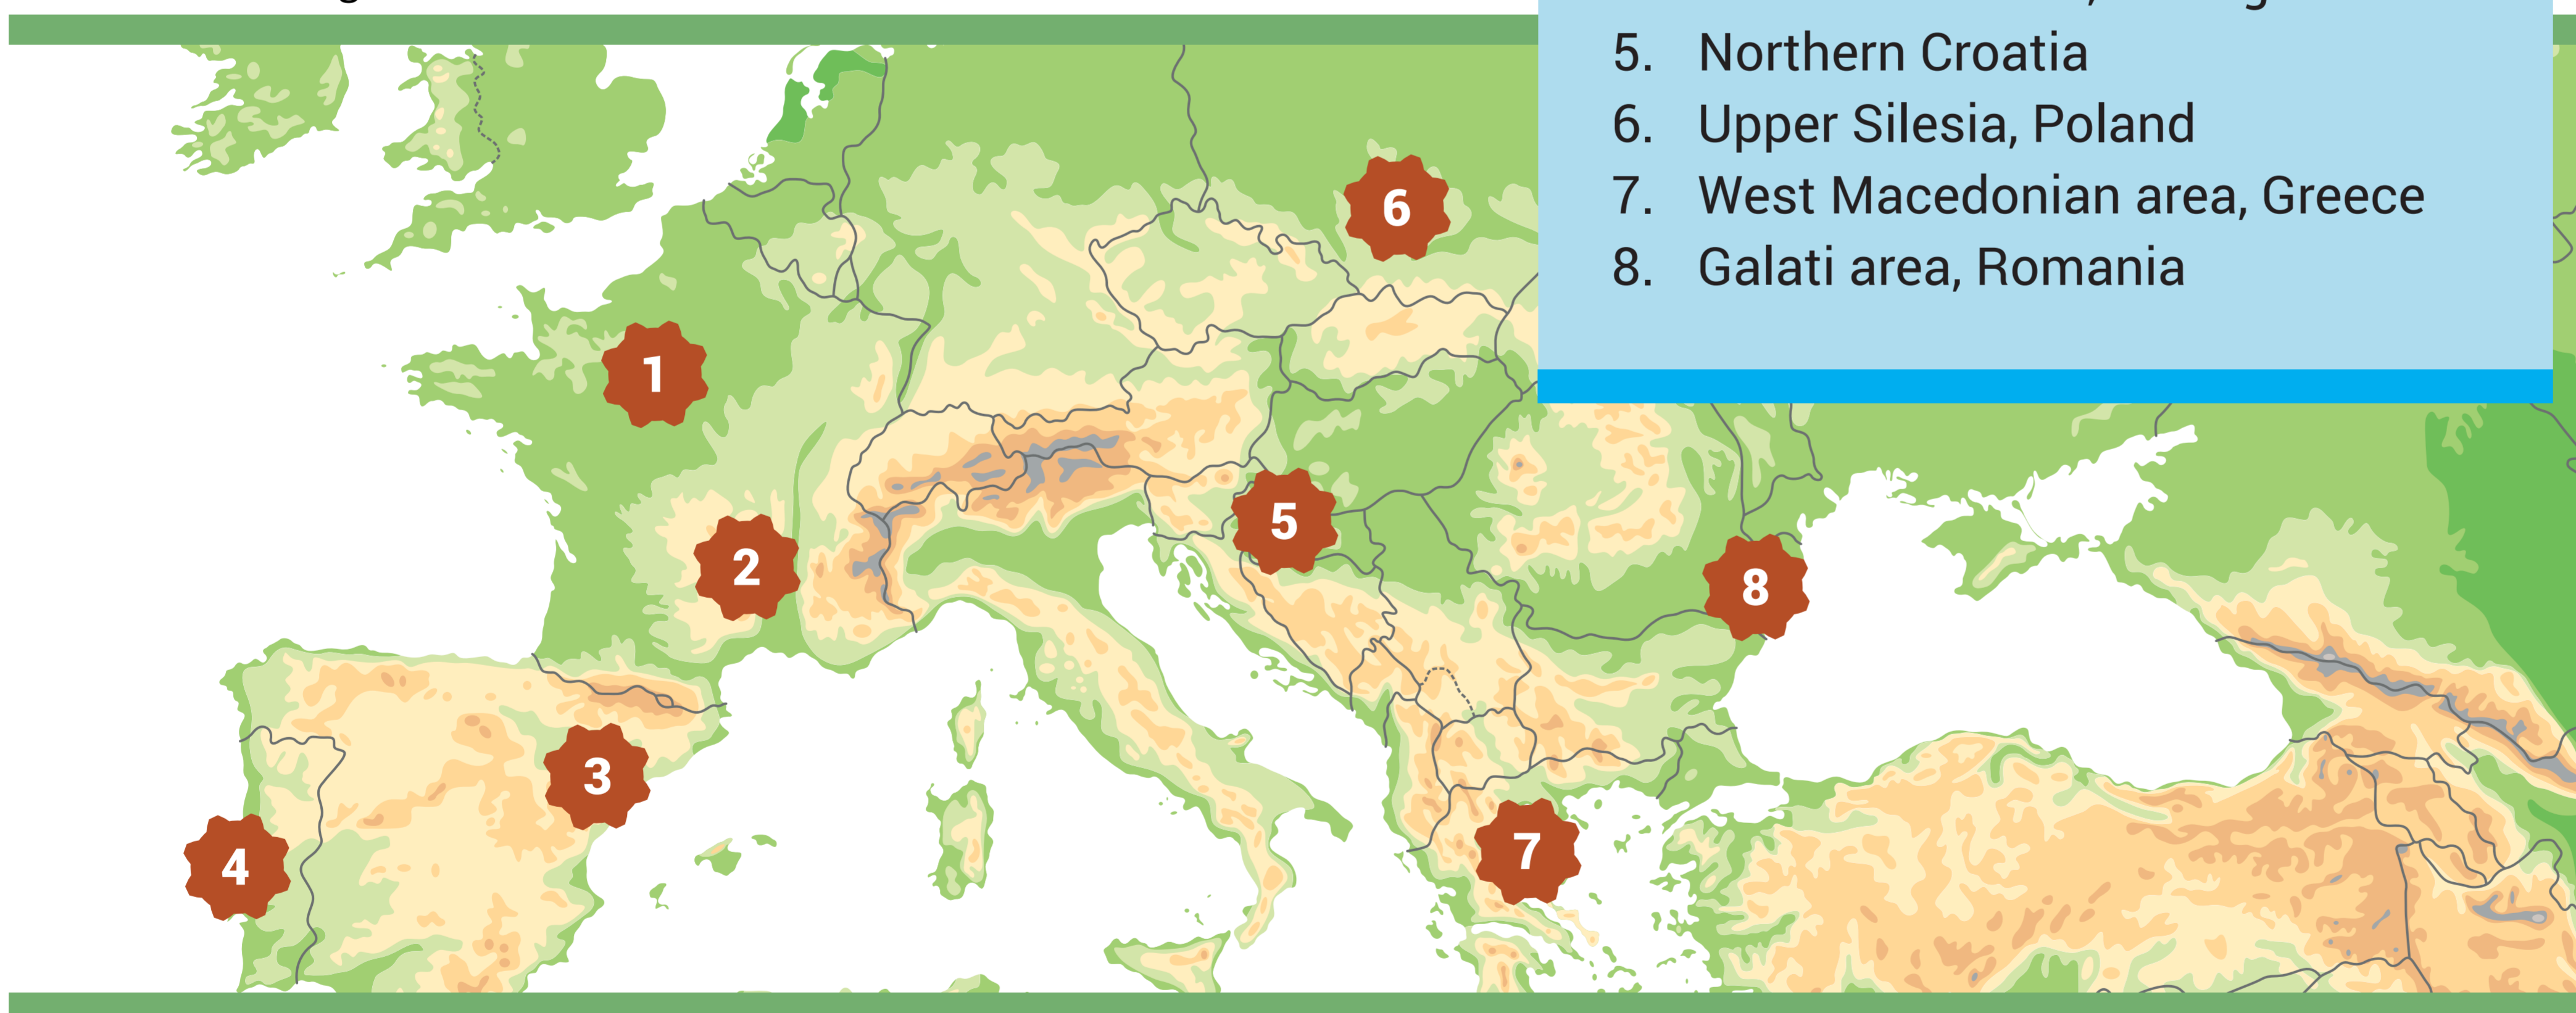 5. Northern Croatia
6. Upper Silesia, Poland
7. West Macedonian area, Greece
8. Galati area, Romania
6
1
5
2
8
3
7
4